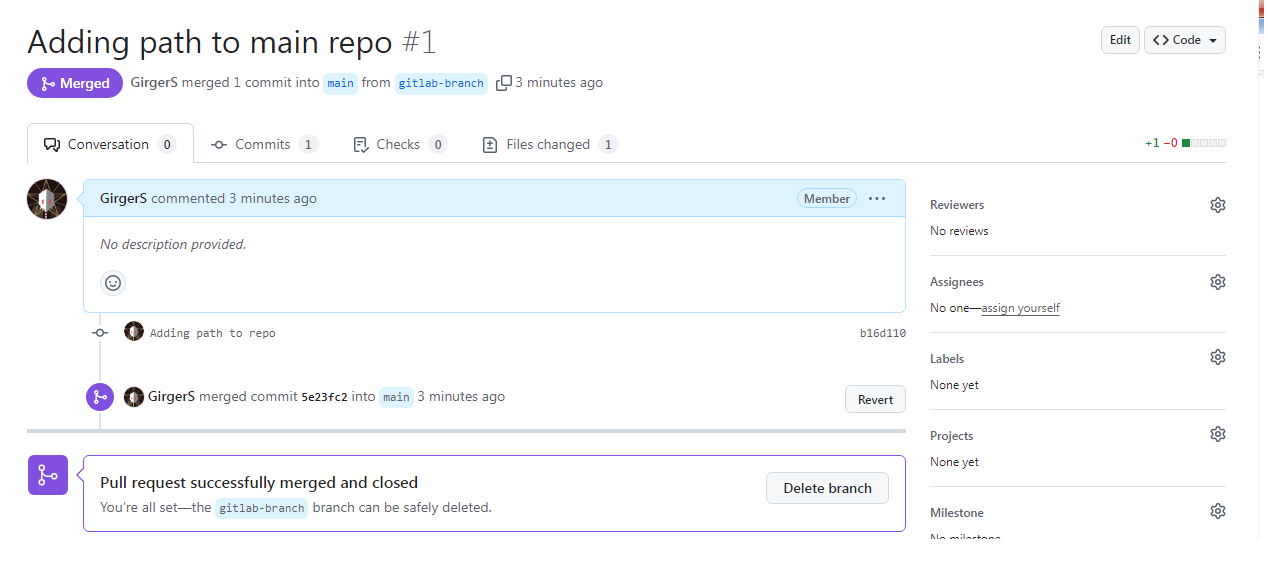 Adding path to main repo #1
Edit
Code
Merged GirgerS merged 1 commit into main from gitlab-branch 3 minutes ago
Conversation 0 Commits 1 Checks 0 Files changed 1
+1 −0
GirgerS commented 3 minutes ago
Member
No description provided.
Adding path to repo
b16d110
GirgerS merged commit 5e23fc2 into main 3 minutes ago
Revert
Pull request successfully merged and closed
You're all set—the gitlab-branch branch can be safely deleted.
Delete branch
Reviewers
No reviews
Assignees
No one—assign yourself
Labels
None yet
Projects
None yet
Milestone
No milestone